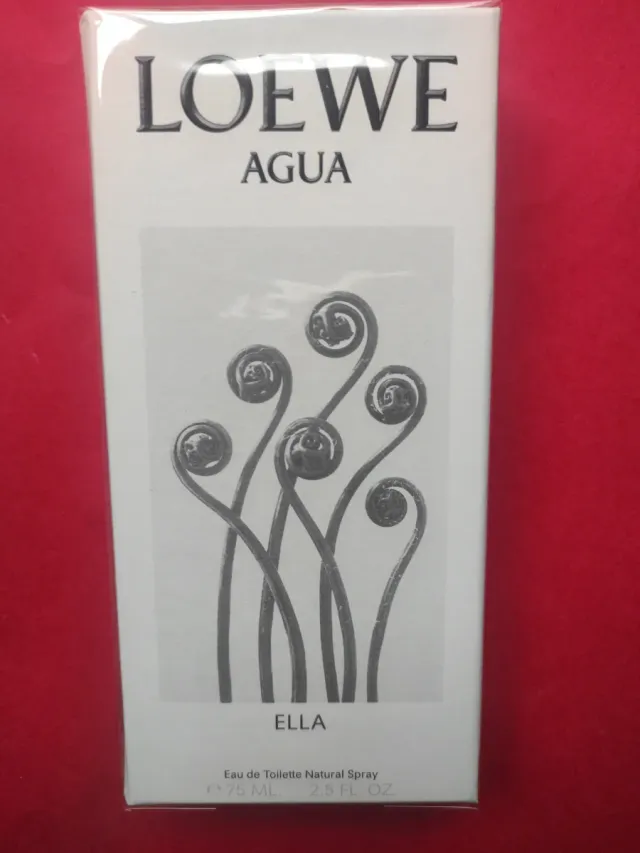 LOEWE
AGUA
ELLA
Eau de Toilette Natural Spray
℮ 75 ML. 2.5 FL. OZ.